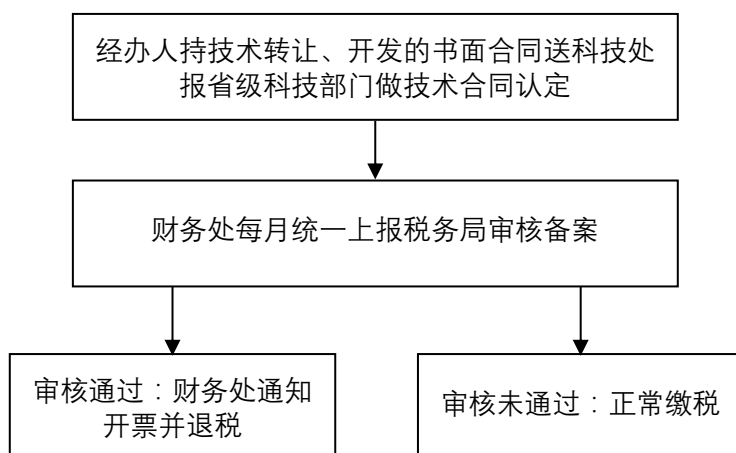 经办人持技术转让、开发的书面合同送科技处
报省级科技部门做技术合同认定
财务处每月统一上报税务局审核备案
审核通过：财务处通知
开票并退税
审核未通过：正常缴税